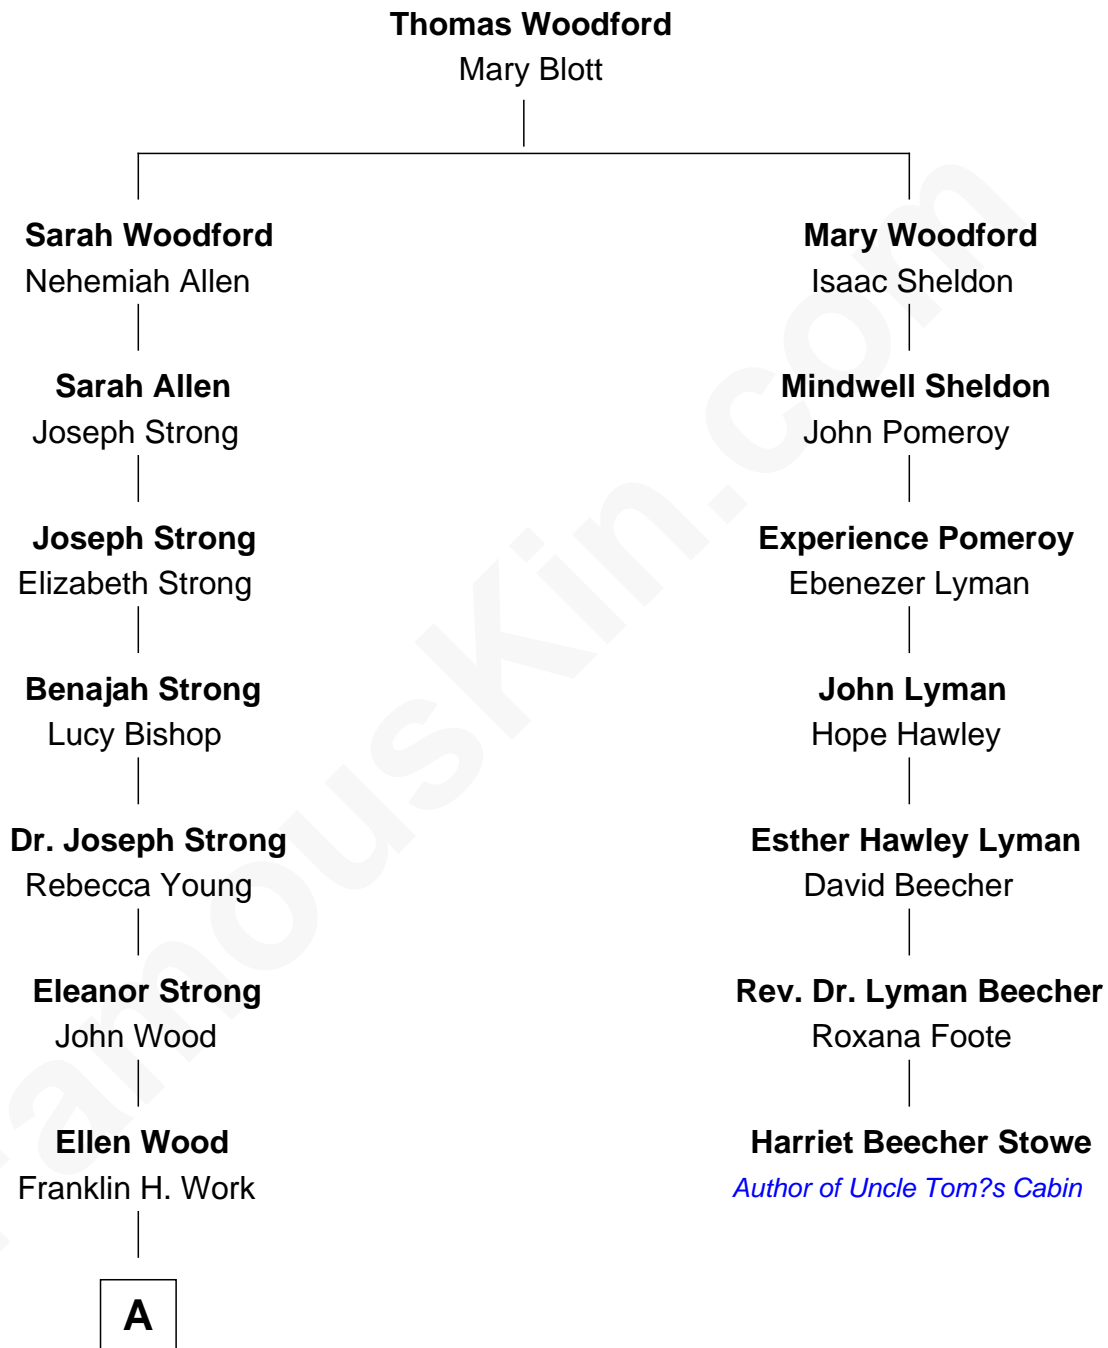 Thomas Woodford
Mary Blott
Sarah Woodford
Nehemiah Allen
Mary Woodford
Isaac Sheldon
Sarah Allen
Joseph Strong
Mindwell Sheldon
John Pomeroy
Joseph Strong
Elizabeth Strong
Experience Pomeroy
Ebenezer Lyman
Benajah Strong
Lucy Bishop
John Lyman
Hope Hawley
Dr. Joseph Strong
Rebecca Young
Esther Hawley Lyman
David Beecher
Eleanor Strong
John Wood
Rev. Dr. Lyman Beecher
Roxana Foote
Ellen Wood
Franklin H. Work
Harriet Beecher Stowe
Author of Uncle Tom?s Cabin
A
FamousKin.com